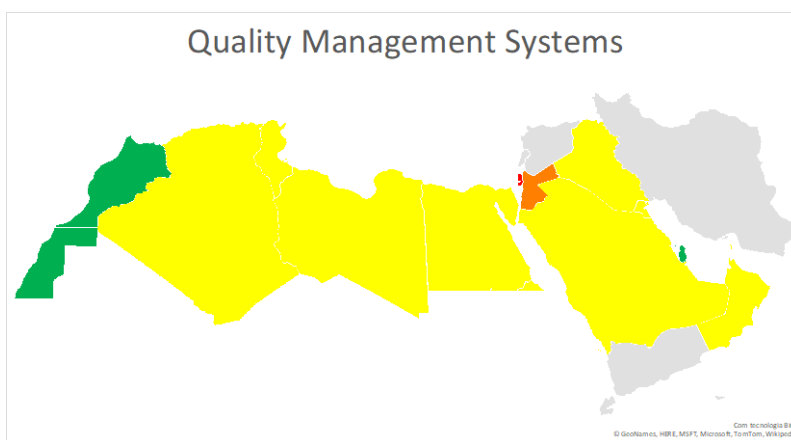 Quality Management Systems
Com tecnologia Bi
© GeoNames, HERE, MSFT, Microsoft, TomTom, Wikiped